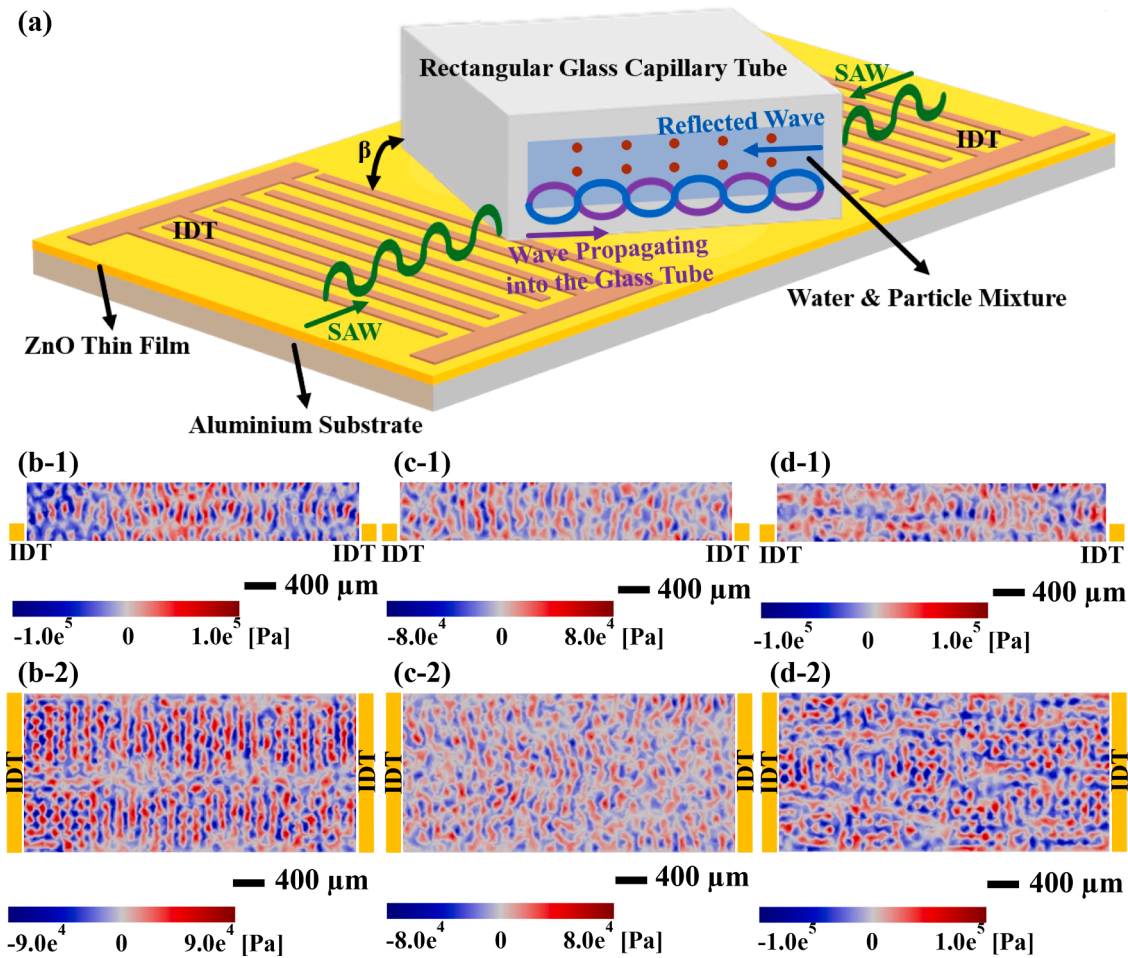 (a)
Rectangular Glass Capillary Tube
SAW
Reflected Wave
IDT
β
IDT
Wave Propagating
into the Glass Tube
Water & Particle Mixture
SAW
ZnO Thin Film
Aluminium Substrate
(b-1) (c-1) (d-1)
IDT IDT IDT IDT IDT IDT
400 µm 400 µm 400 µm
-1.0e⁵ 0 1.0e⁵ [Pa] -8.0e⁴ 0 8.0e⁴ [Pa] -1.0e⁵ 0 1.0e⁵ [Pa]
(b-2) (c-2) (d-2)
IDT IDT IDT IDT IDT IDT
400 µm 400 µm 400 µm
-9.0e⁴ 0 9.0e⁴ [Pa] -8.0e⁴ 0 8.0e⁴ [Pa] -1.0e⁵ 0 1.0e⁵ [Pa]